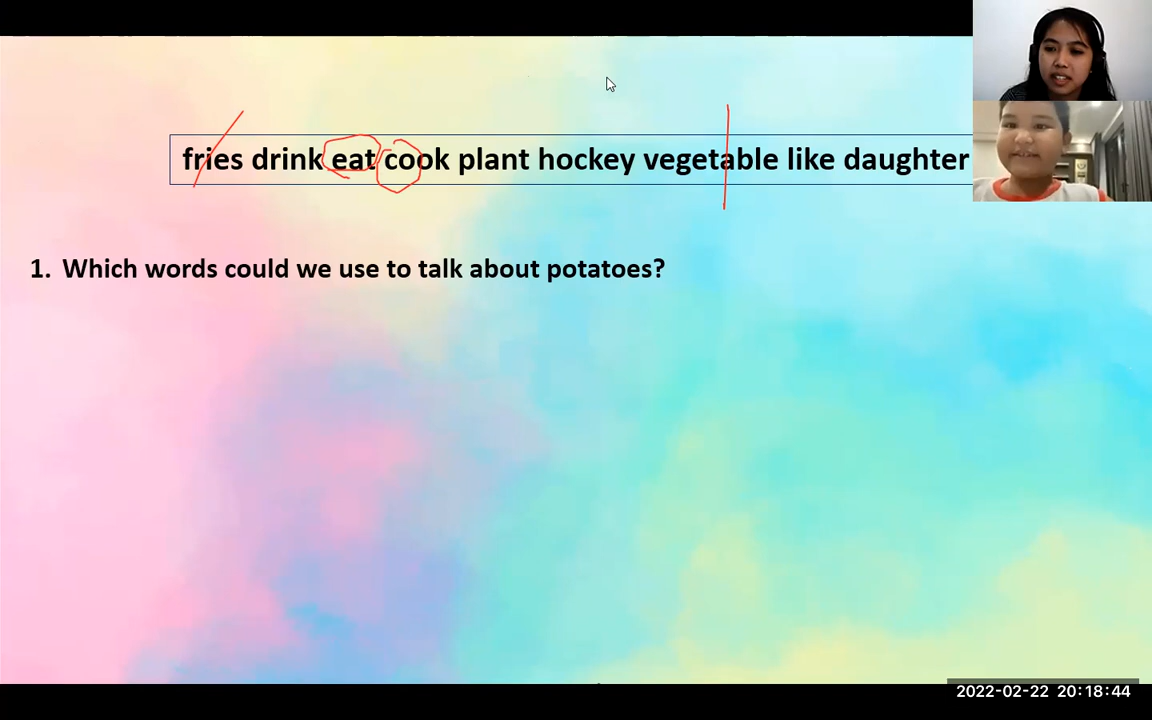 fries drink eat cook plant hockey vegetable like daughter
1. Which words could we use to talk about potatoes?
2022-02-22 20:18:44